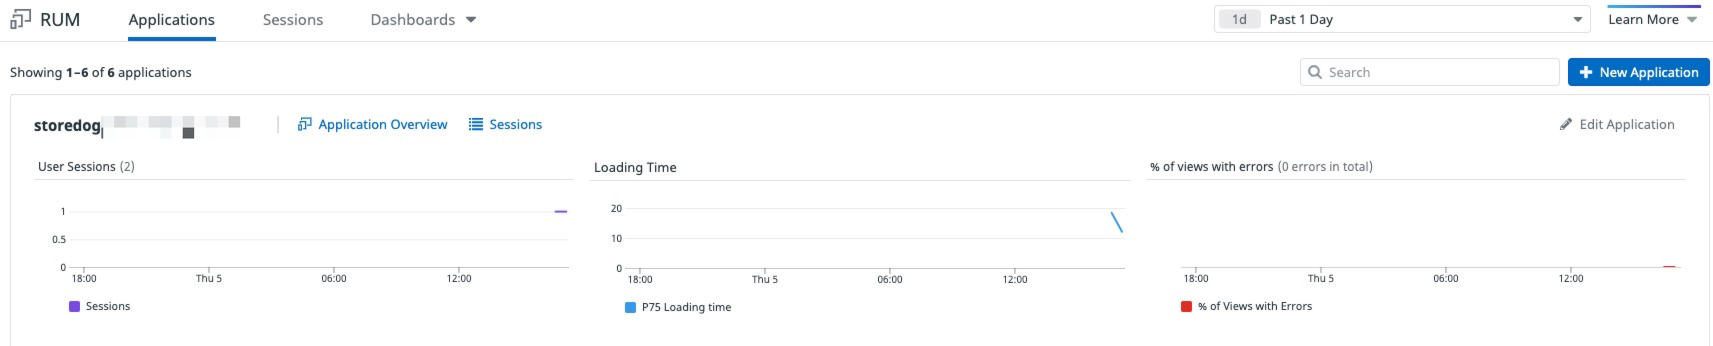 RUM Applications Sessions Dashboards 1d Past 1 Day Learn More
Showing 1–6 of 6 applications Search New Application
storedog Application Overview Sessions Edit Application
User Sessions (2)
1
0.5
0
18:00 Thu 5 06:00 12:00
Sessions
Loading Time
20
10
0
18:00 Thu 5 06:00 12:00
P75 Loading time
% of views with errors (0 errors in total)
18:00 Thu 5 06:00 12:00
% of Views with Errors